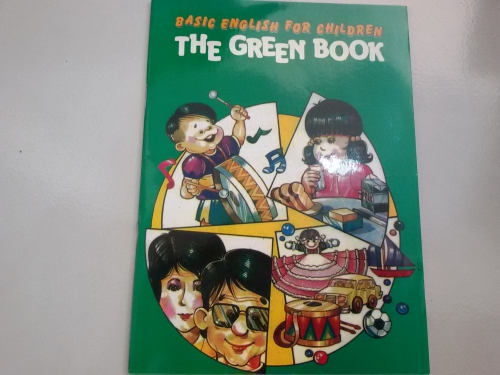 BASIC ENGLISH FOR CHILDREN
THE GREEN BOOK